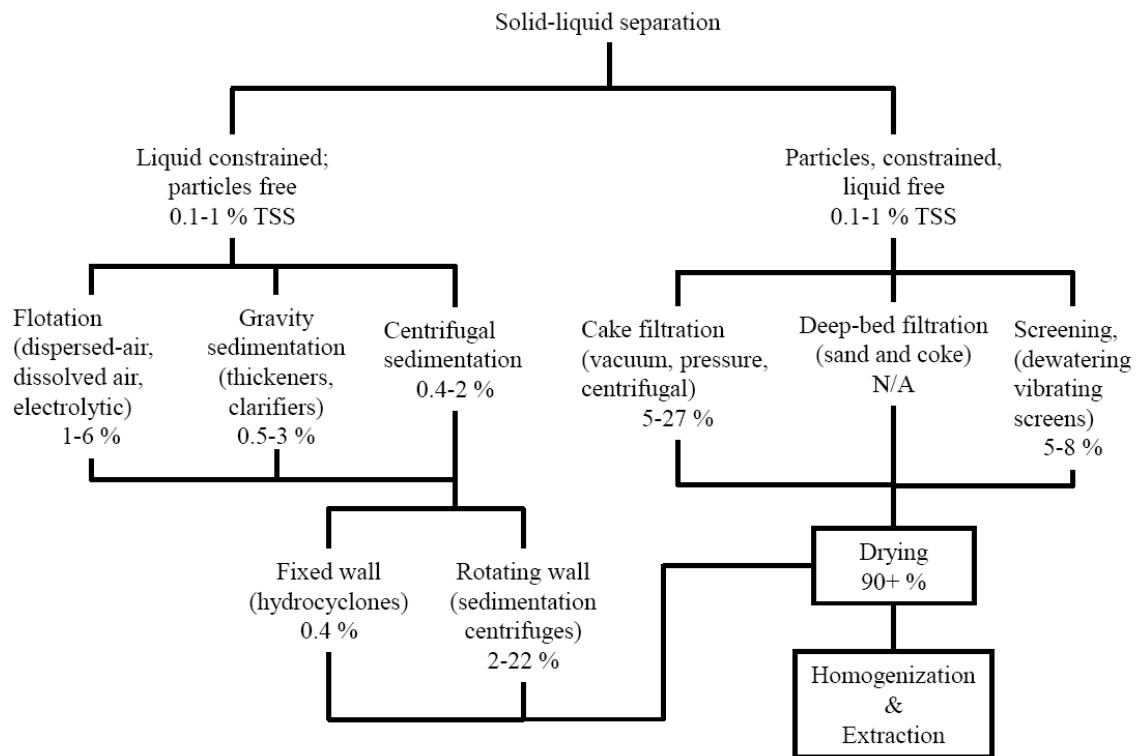 Solid-liquid separation
Liquid constrained;
particles free
0.1-1 % TSS
Particles, constrained,
liquid free
0.1-1 % TSS
Flotation
(dispersed-air,
dissolved air,
electrolytic)
1-6 %
Gravity
sedimentation
(thickeners,
clarifiers)
0.5-3 %
Centrifugal
sedimentation
0.4-2 %
Cake filtration
(vacuum, pressure,
centrifugal)
5-27 %
Deep-bed filtration
(sand and coke)
N/A
Screening,
(dewatering
vibrating
screens)
5-8 %
Fixed wall
(hydrocyclones)
0.4 %
Rotating wall
(sedimentation
centrifuges)
2-22 %
Drying
90+ %
Homogenization
&
Extraction